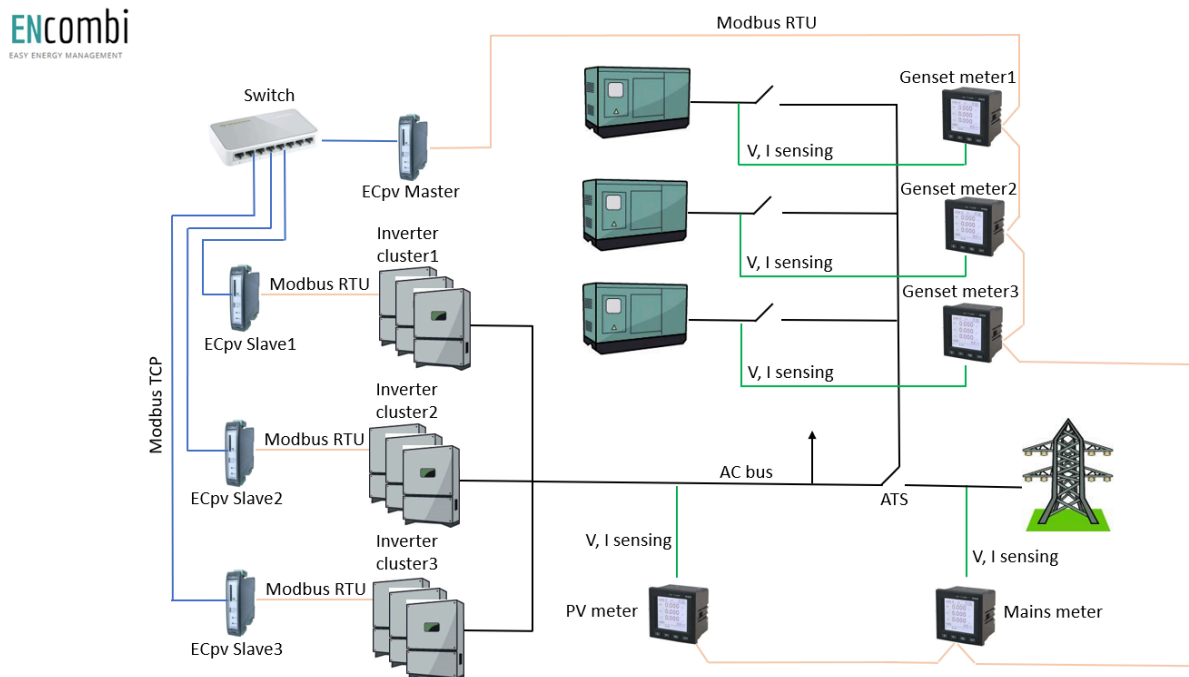 ENcombi
EASY ENERGY MANAGEMENT
Modbus RTU
Switch
ECpv Master
Genset meter1
V, I sensing
Genset meter2
V, I sensing
Genset meter3
V, I sensing
Inverter
cluster1
Modbus RTU
ECpv Slave1
Modbus TCP
Inverter
cluster2
Modbus RTU
ECpv Slave2
AC bus
ATS
Inverter
cluster3
Modbus RTU
ECpv Slave3
V, I sensing
V, I sensing
PV meter
Mains meter